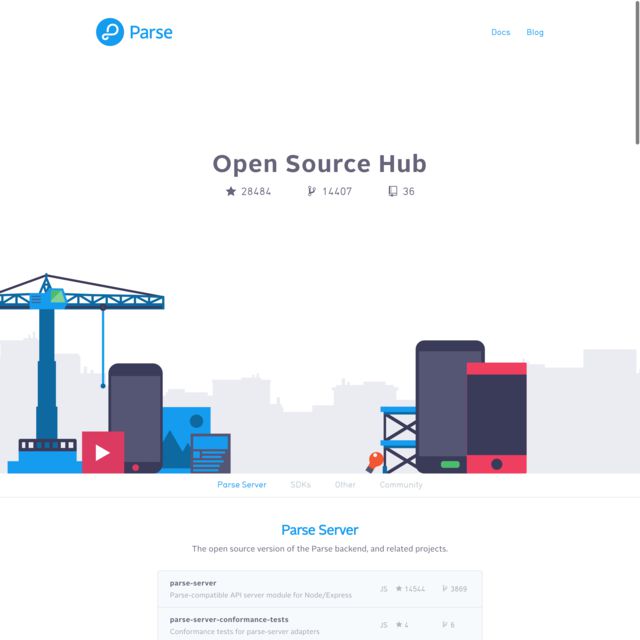 Parse
Docs Blog
Open Source Hub
28484 14407 36
Parse Server SDKs Other Community
Parse Server
The open source version of the Parse backend, and related projects.
parse-server
JS 14544 3869
Parse-compatible API server module for Node/Express
parse-server-conformance-tests
JS 4 6
Conformance tests for parse-server adapters